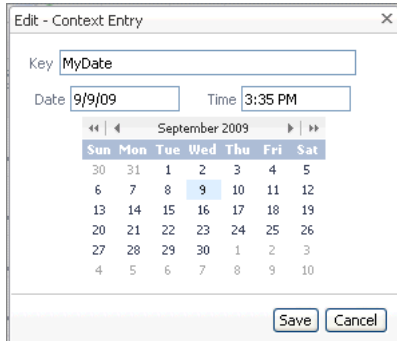 Edit - Context Entry
Key MyDate
Date 9/9/09 Time 3:35 PM
September 2009
Sun Mon Tue Wed Thu Fri Sat
30 31 1 2 3 4 5
6 7 8 9 10 11 12
13 14 15 16 17 18 19
20 21 22 23 24 25 26
27 28 29 30 1 2 3
4 5 6 7 8 9 10
Save Cancel